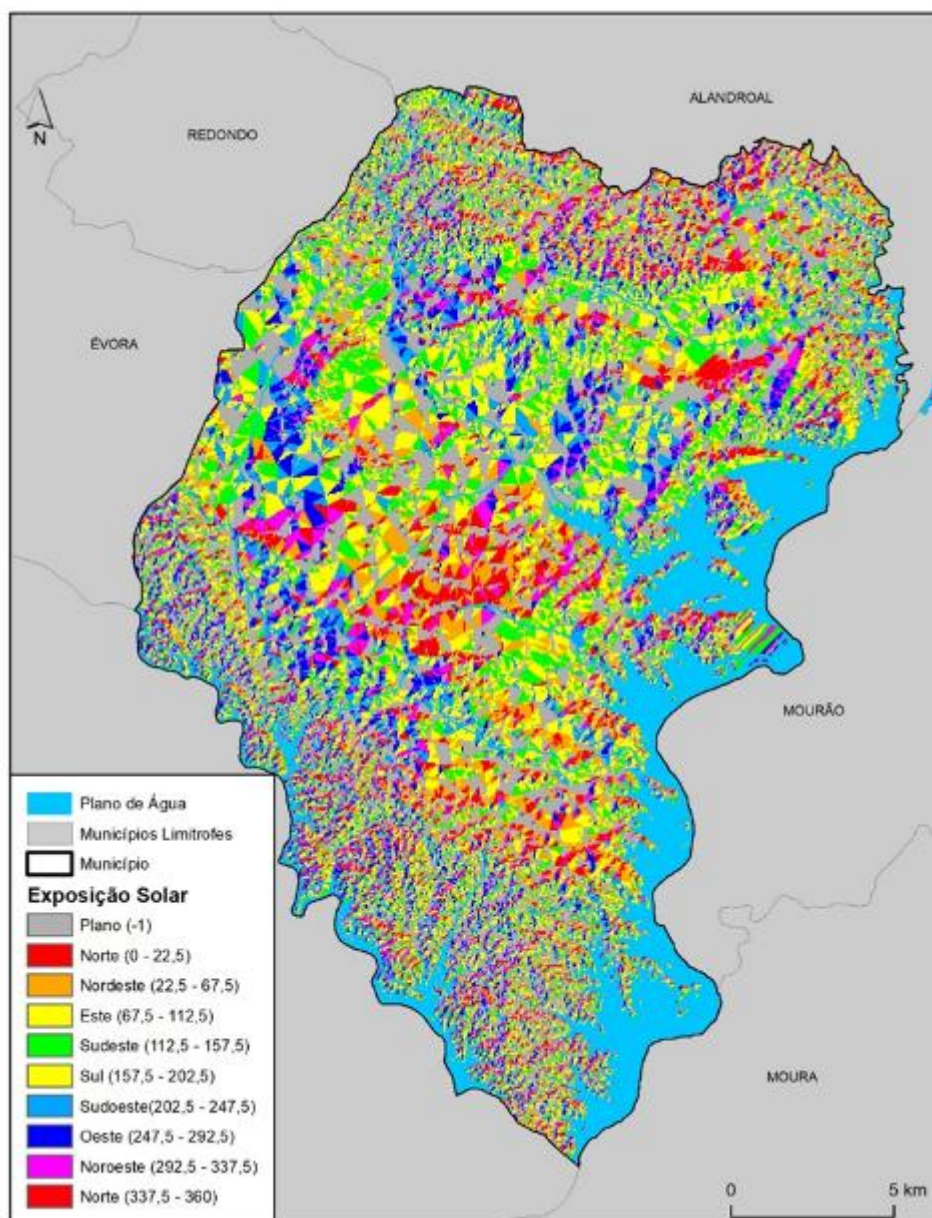 ALANDROAL
REDONDO
N
ÉVORA
MOURÃO
MOURA
Plano de Água
Municípios Limítrofes
Município
Exposição Solar
Plano (-1)
Norte (0 - 22,5)
Nordeste (22,5 - 67,5)
Este (67,5 - 112,5)
Sudeste (112,5 - 157,5)
Sul (157,5 - 202,5)
Sudoeste(202,5 - 247,5)
Oeste (247,5 - 292,5)
Noroeste (292,5 - 337,5)
Norte (337,5 - 360)
0 5 km